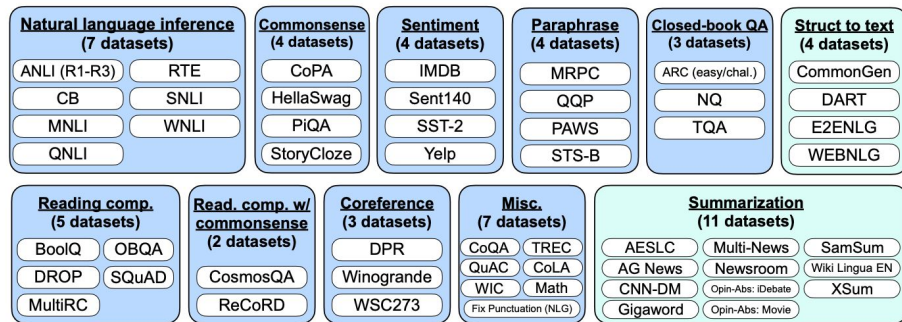 Natural language inference
(7 datasets)
ANLI (R1-R3)
RTE
CB
SNLI
MNLI
WNLI
QNLI
Commonsense
(4 datasets)
CoPA
HellaSwag
PiQA
StoryCloze
Sentiment
(4 datasets)
IMDB
Sent140
SST-2
Yelp
Paraphrase
(4 datasets)
MRPC
QQP
PAWS
STS-B
Closed-book QA
(3 datasets)
ARC (easy/chal.)
NQ
TQA
Struct to text
(4 datasets)
CommonGen
DART
E2ENLG
WEBNLG
Reading comp.
(5 datasets)
BoolQ
OBQA
DROP
SQuAD
MultiRC
Read. comp. w/
commonsense
(2 datasets)
CosmosQA
ReCoRD
Coreference
(3 datasets)
DPR
Winogrande
WSC273
Misc.
(7 datasets)
CoQA
TREC
QuAC
CoLA
WIC
Math
Fix Punctuation (NLG)
Summarization
(11 datasets)
AESLC
Multi-News
SamSum
AG News
Newsroom
Wiki Lingua EN
CNN-DM
Opin-Abs: iDebate
XSum
Gigaword
Opin-Abs: Movie